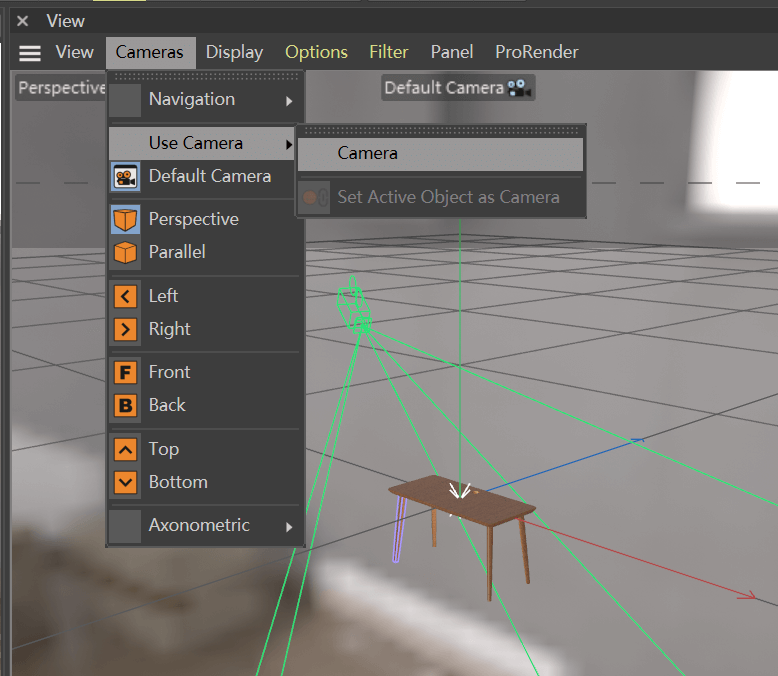 View
View Cameras Display Options Filter Panel ProRender
Perspective
Default Camera
Navigation
Use Camera
Default Camera
Perspective
Parallel
Left
Right
F Front
B Back
Top
Bottom
Axonometric
Camera
Set Active Object as Camera